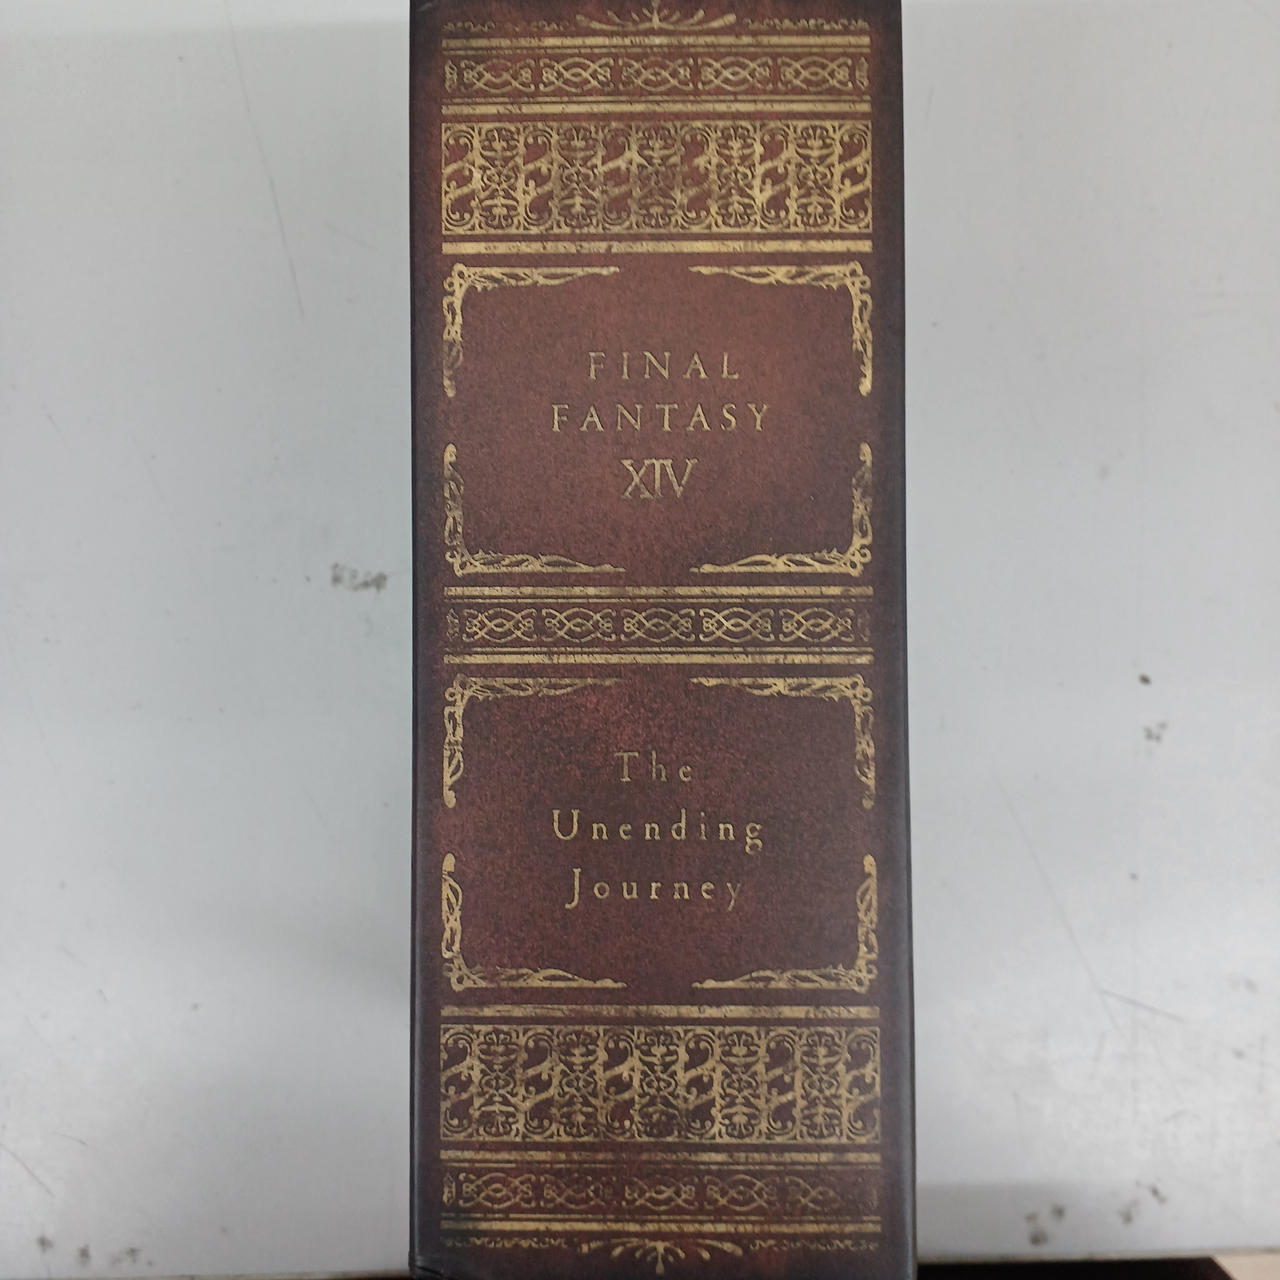 FINAL
FANTASY
XIV
The
Unending
Journey